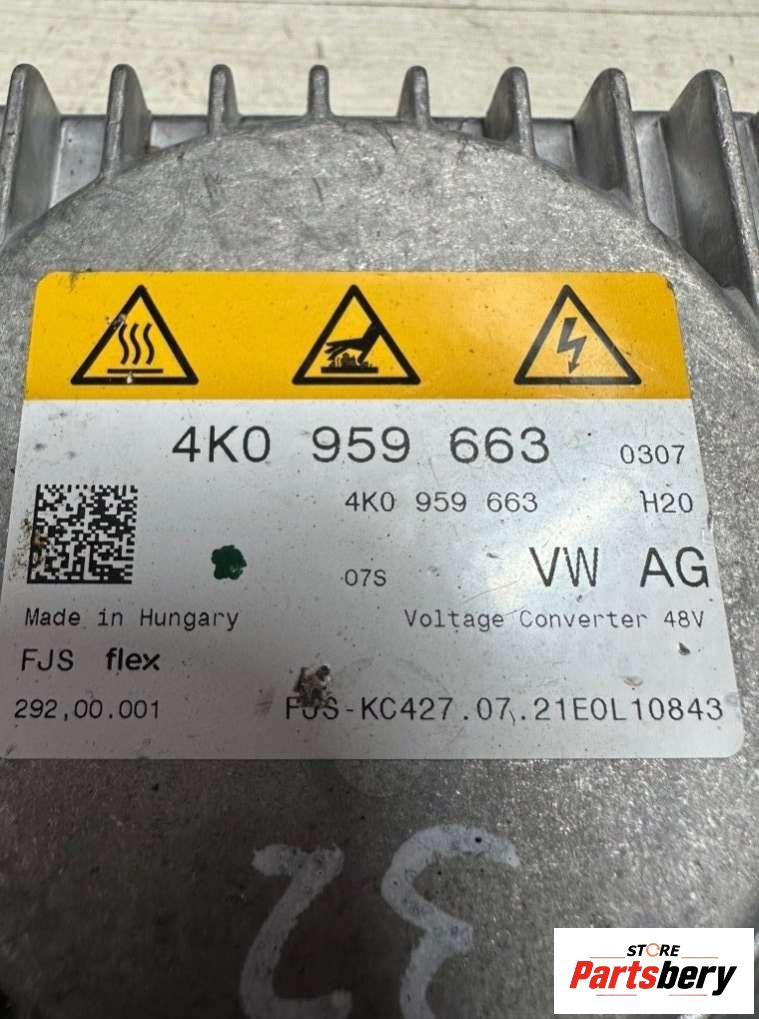 4K0 959 663 0307
4K0 959 663 H20
07S VW AG
Made in Hungary Voltage Converter 48V
FJS flex
292,00.001 FJS-KC427.07.21E0L10843
32
STORE
Partsbery